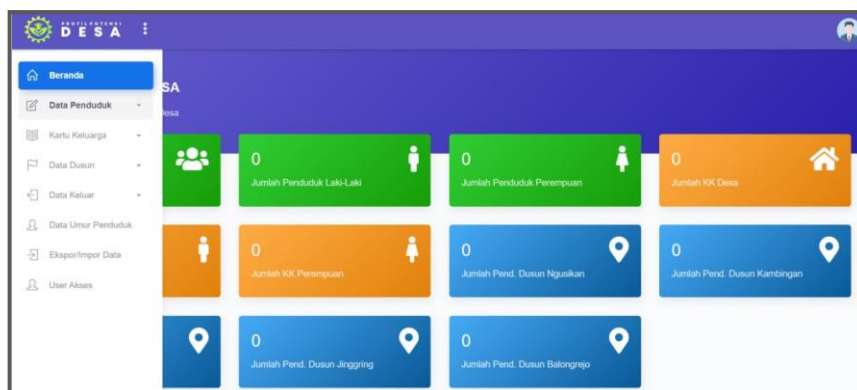 PROFIL POTENSI
DESA
Beranda
Data Penduduk
Kartu Keluarga
Data Dusun
Data Keluar
Data Umur Penduduk
Ekspor/Impor Data
User Akses
SA
Desa
0
Jumlah Penduduk Laki-Laki
0
Jumlah Penduduk Perempuan
0
Jumlah KK Desa
0
Jumlah KK Perempuan
0
Jumlah Pend. Dusun Ngusikan
0
Jumlah Pend. Dusun Kambingan
0
Jumlah Pend. Dusun Jinggring
0
Jumlah Pend. Dusun Balongrejo